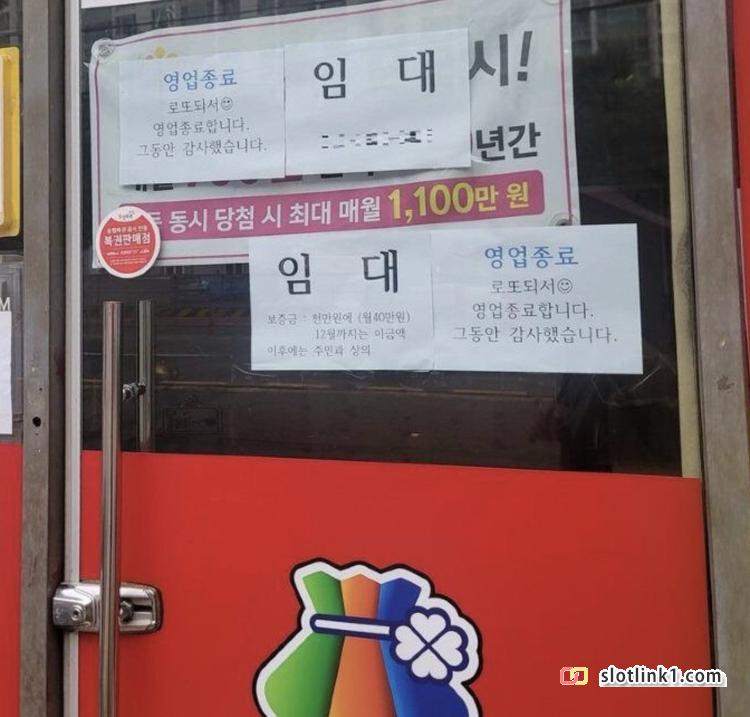 영업종료
로또되서☺
영업종료합니다.
그동안 감사했습니다.
임 대
시!
년간
동시 당첨 시 최대 매월 1,100만 원
복권판매점
임 대
보증금 : 천만원에 (월40만원)
12월까지는 이금액
이후에는 주인과 상의
영업종료
로또되서☺
영업종료합니다.
그동안 감사했습니다.
M
slotlink1.com